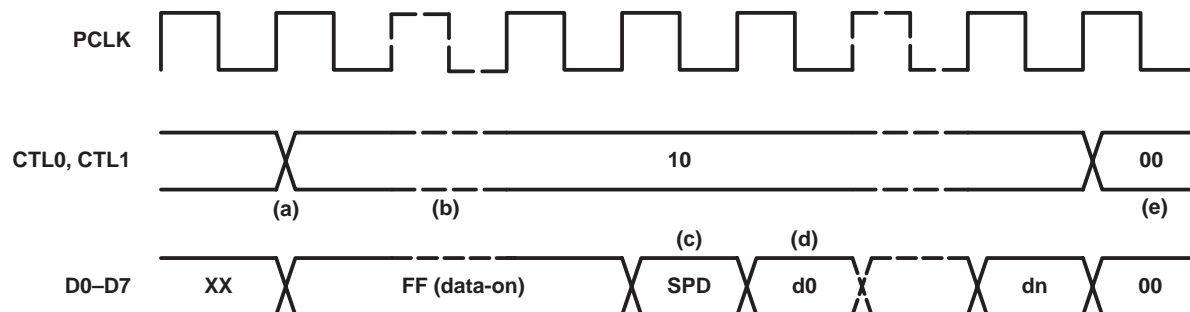 PCLK
CTL0, CTL1
10
00
(a)
(b)
(e)
(c)
(d)
D0–D7
XX
FF (data-on)
SPD
d0
dn
00